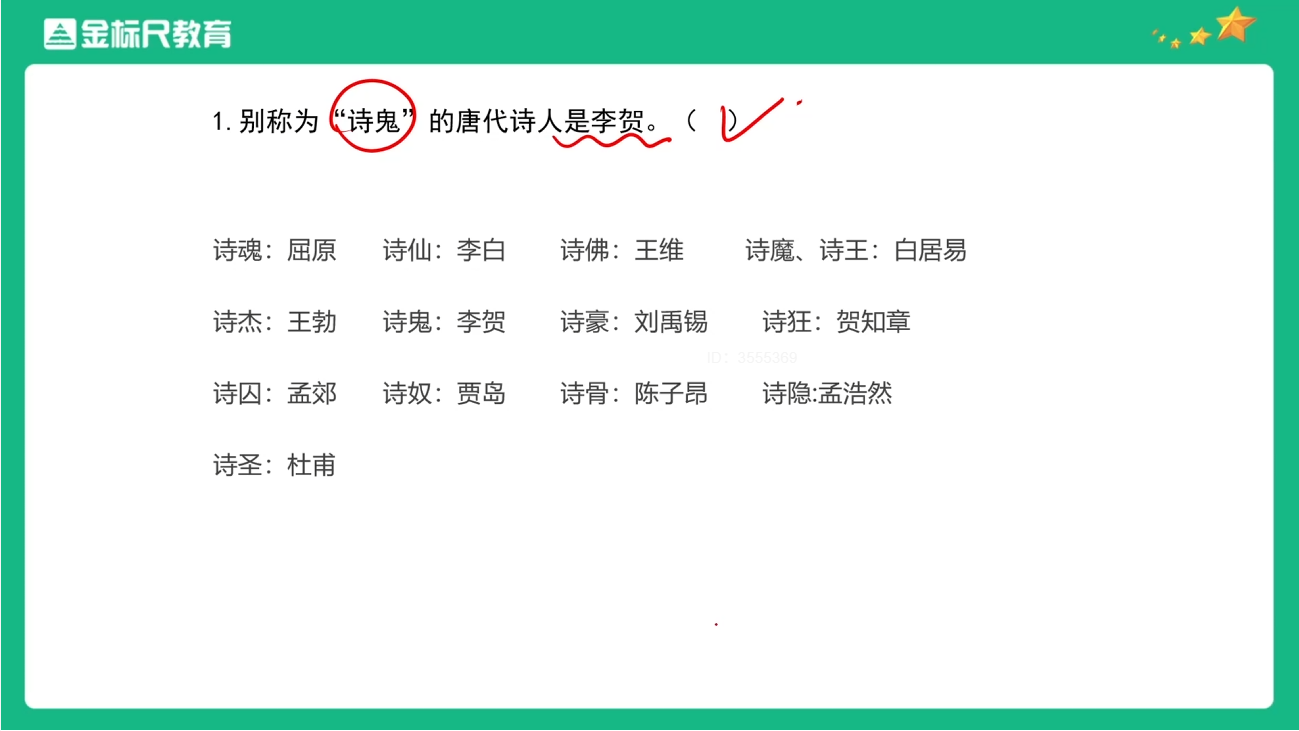 金标尺教育
1.别称为“诗鬼”的唐代诗人是李贺。（ ）
诗魂：屈原 诗仙：李白 诗佛：王维 诗魔、诗王：白居易
诗杰：王勃 诗鬼：李贺 诗豪：刘禹锡 诗狂：贺知章
ID：3555369
诗囚：孟郊 诗奴：贾岛 诗骨：陈子昂 诗隐:孟浩然
诗圣：杜甫